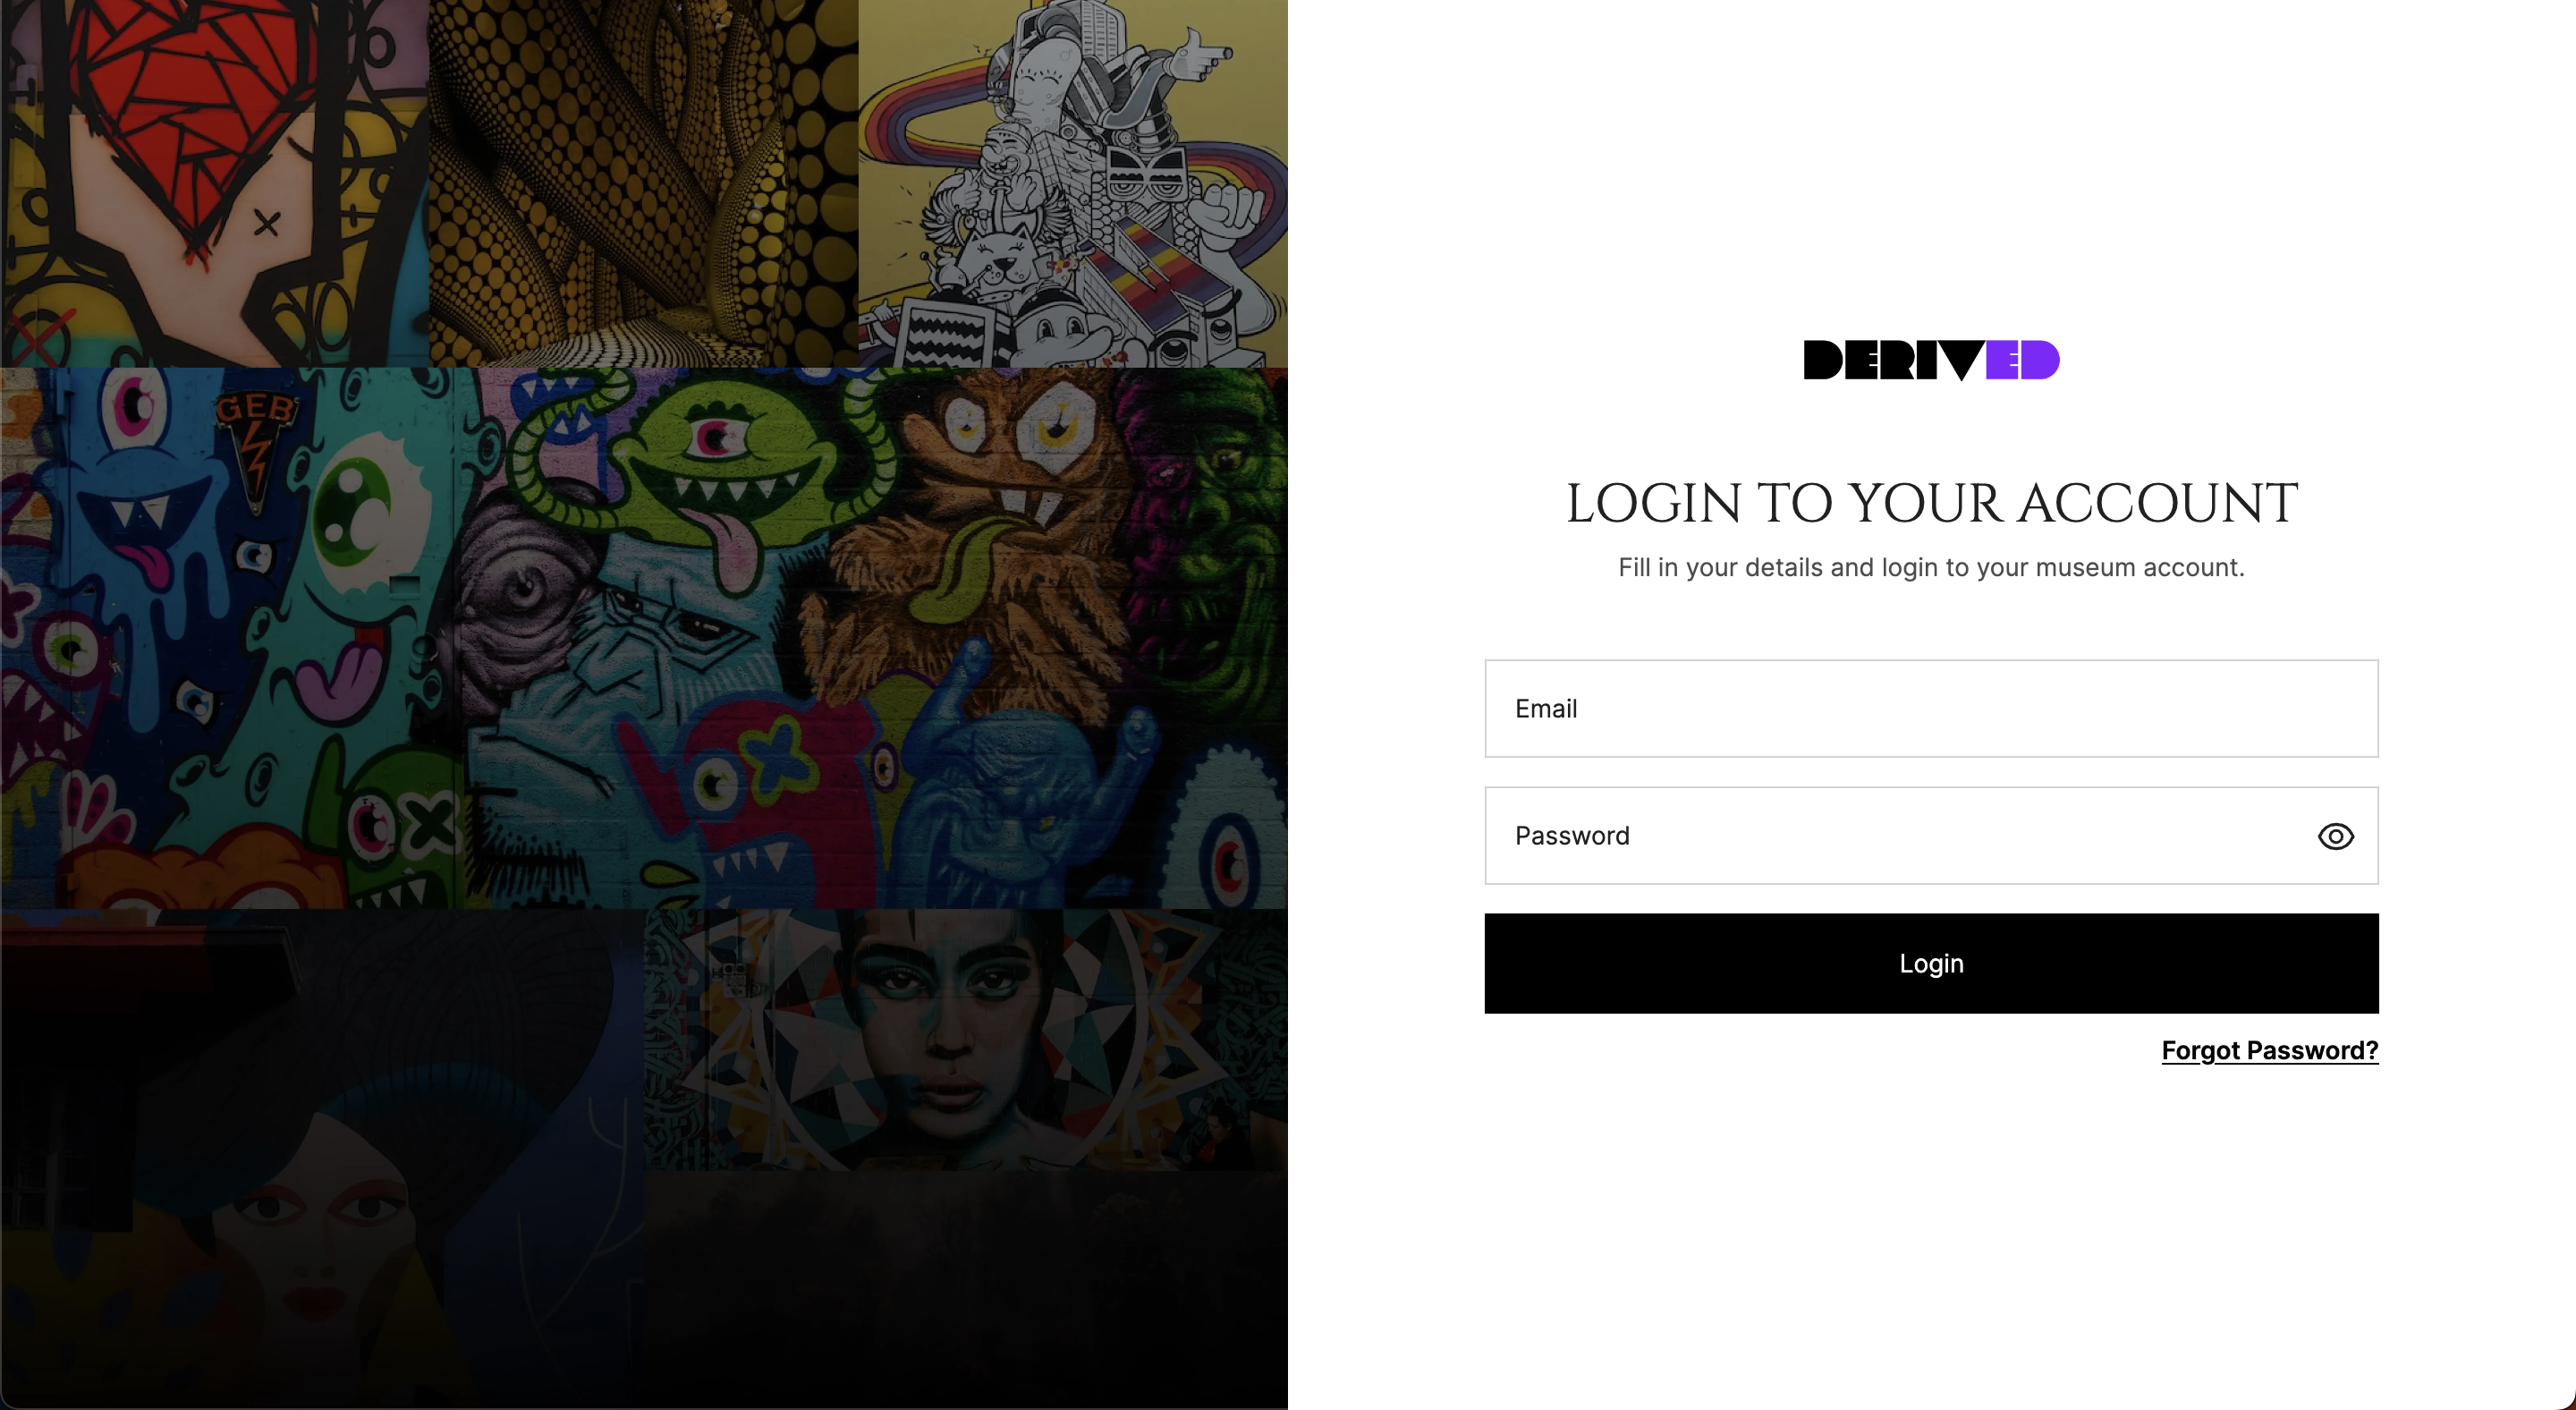 GEB
DERIVED
LOGIN TO YOUR ACCOUNT
Fill in your details and login to your museum account.
Email
Password
Login
Forgot Password?